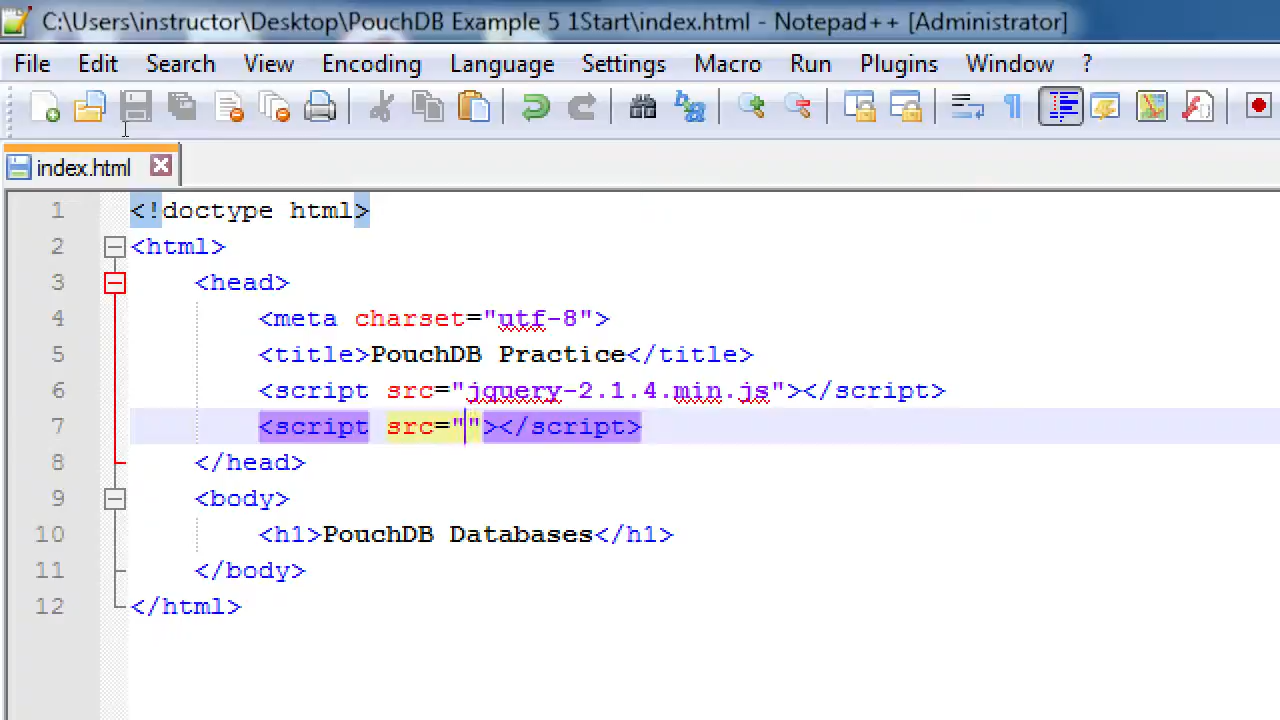 C:\Users\instructor\Desktop\PouchDB Example 5 1Start\index.html - Notepad++ [Administrator]
File Edit Search View Encoding Language Settings Macro Run Plugins Window ?
index.html
1 <!doctype html>
2 <html>
3 <head>
4 <meta charset="utf-8">
5 <title>PouchDB Practice</title>
6 <script src="jquery-2.1.4.min.js"></script>
7 <script src=""></script>
8 </head>
9 <body>
10 <h1>PouchDB Databases</h1>
11 </body>
12 </html>